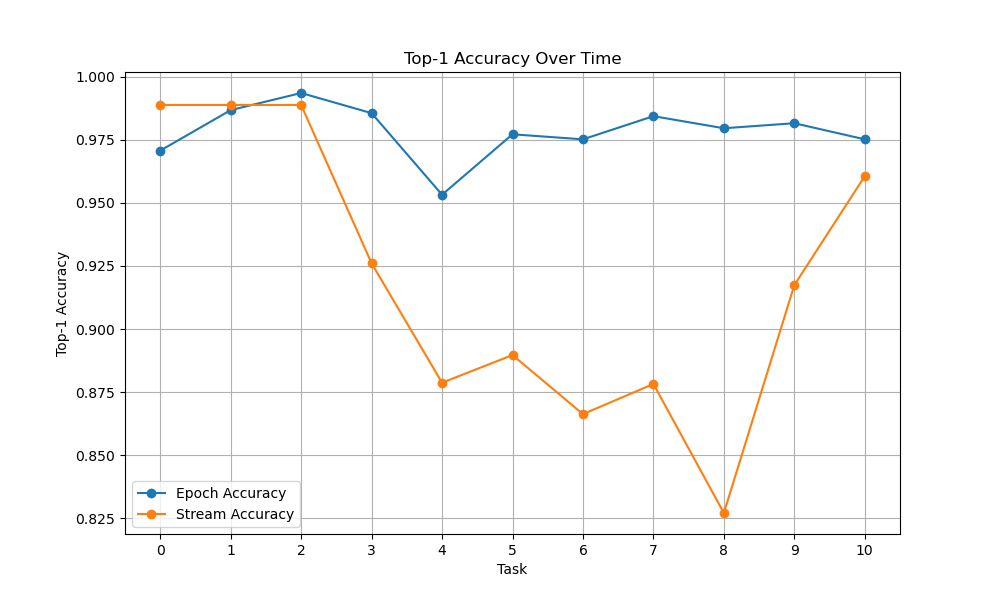 Top-1 Accuracy Over Time
Top-1 Accuracy
1.000
0.975
0.950
0.925
0.900
0.875
0.850
0.825
Epoch Accuracy
Stream Accuracy
0 1 2 3 4 5 6 7 8 9 10
Task